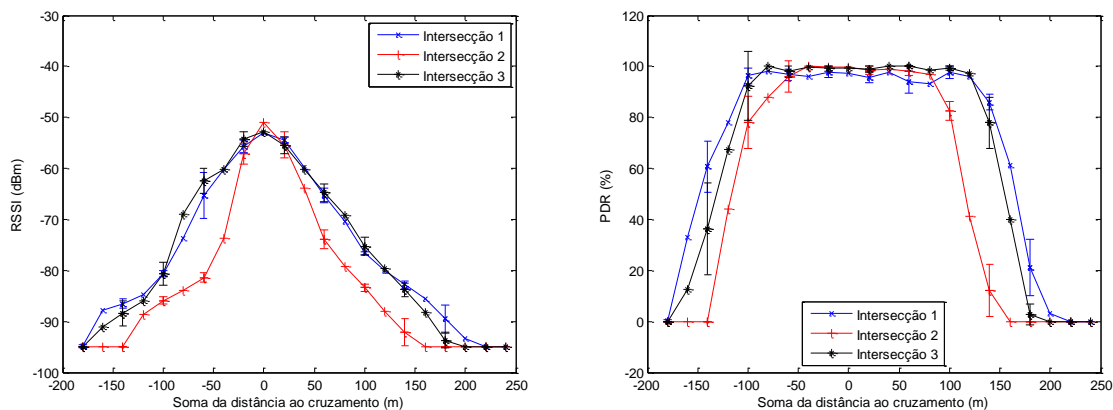 -30
-40
-50
-60
-70
-80
-90
-100
RSSI (dBm)
-200 -150 -100 -50 0 50 100 150 200 250
Soma da distância ao cruzamento (m)
Intersecção 1
Intersecção 2
Intersecção 3
120
100
80
60
40
20
0
-20
PDR (%)
-200 -150 -100 -50 0 50 100 150 200 250
Soma da distância ao cruzamento (m)
Intersecção 1
Intersecção 2
Intersecção 3